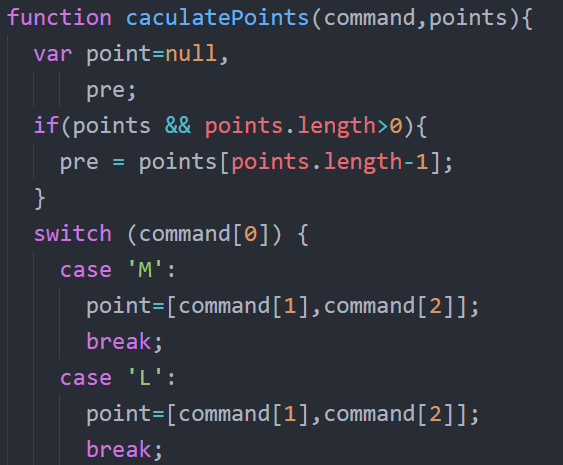 function caculatePoints(command,points){
  var point=null,
      pre;
  if(points && points.length>0){
    pre = points[points.length-1];
  }
  switch (command[0]) {
    case 'M':
      point=[command[1],command[2]];
      break;
    case 'L':
      point=[command[1],command[2]];
      break;